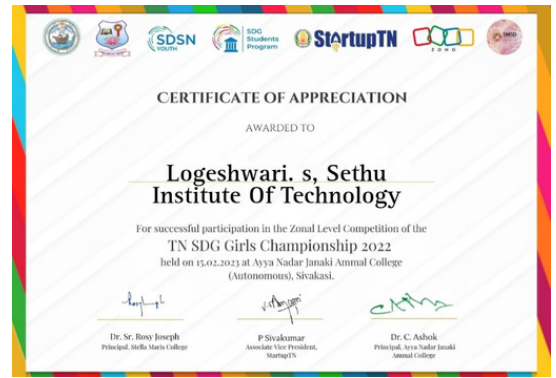 SDSN
YOUTH
SDG
Students
Program
StartupTN
ZOHO
CERTIFICATE OF APPRECIATION
AWARDED TO
Logeshwari. s, Sethu
Institute Of Technology
For successful participation in the Zonal Level Competition of the
TN SDG Girls Championship 2022
held on 15.02.2023 at Ayya Nadar Janaki Ammal College
(Autonomous), Sivakasi.
Dr. Sr. Rosy Joseph
Principal, Stella Maris College
P Sivakumar
Associate Vice President,
StartupTN
Dr. C. Ashok
Principal, Ayya Nadar Janaki
Ammal College